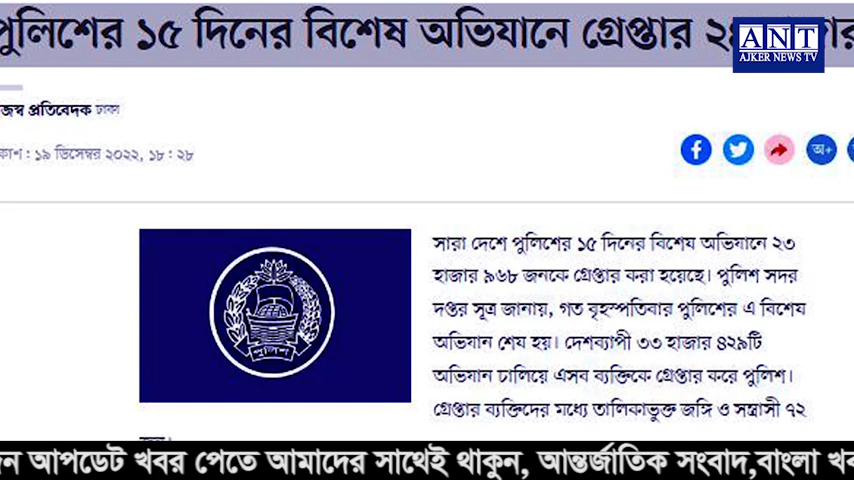 পুলিশের ১৫ দিনের বিশেষ অভিযানে গ্রেপ্তার
ANT
AJKER NEWS TV
প্রতিবেদক ঢাকা
১৯ ডিসেম্বর ২০২২, ১৮: ২৮
অ+
সারা দেশে পুলিশের ১৫ দিনের বিশেষ অভিযানে ২৩
হাজার ৯৬৮ জনকে গ্রেপ্তার করা হয়েছে। পুলিশ সদর
দপ্তর সূত্র জানায়, গত বৃহস্পতিবার পুলিশের এ বিশেষ
অভিযান শেষ হয়। দেশব্যাপী ৩৩ হাজার ৪২৯টি
অভিযান চালিয়ে এসব ব্যক্তিকে গ্রেপ্তার করে পুলিশ।
গ্রেপ্তার ব্যক্তিদের মধ্যে তালিকাভুক্ত জঙ্গি ও সন্ত্রাসী ৭২
পুলিশ
আপডেট খবর পেতে আমাদের সাথেই থাকুন, আন্তর্জাতিক সংবাদ,বাংলা